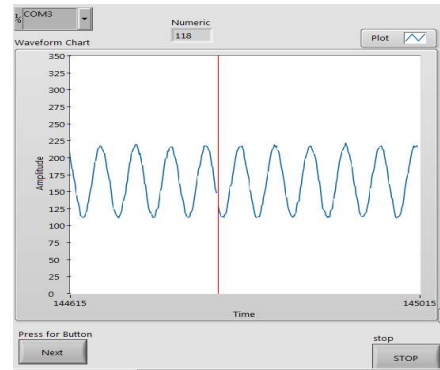 COM3
Numeric
118
Waveform Chart
Plot
350
325
300
275
250
225
200
175
150
125
100
75
50
25
0
Amplitude
144615
145015
Time
Press for Button
Next
stop
STOP